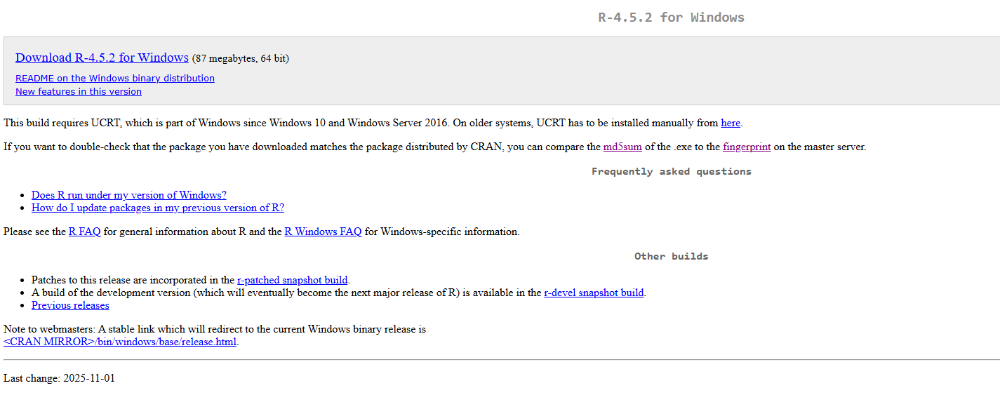 R-4.5.2 for Windows
Download R-4.5.2 for Windows (87 megabytes, 64 bit)
README on the Windows binary distribution
New features in this version
This build requires UCRT, which is part of Windows since Windows 10 and Windows Server 2016. On older systems, UCRT has to be installed manually from here.
If you want to double-check that the package you have downloaded matches the package distributed by CRAN, you can compare the md5sum of the .exe to the fingerprint on the master server.
Frequently asked questions
• Does R run under my version of Windows?
• How do I update packages in my previous version of R?
Please see the R FAQ for general information about R and the R Windows FAQ for Windows-specific information.
Other builds
• Patches to this release are incorporated in the r-patched snapshot build.
• A build of the development version (which will eventually become the next major release of R) is available in the r-devel snapshot build.
• Previous releases
Note to webmasters: A stable link which will redirect to the current Windows binary release is
<CRAN MIRROR>/bin/windows/base/release.html.
Last change: 2025-11-01